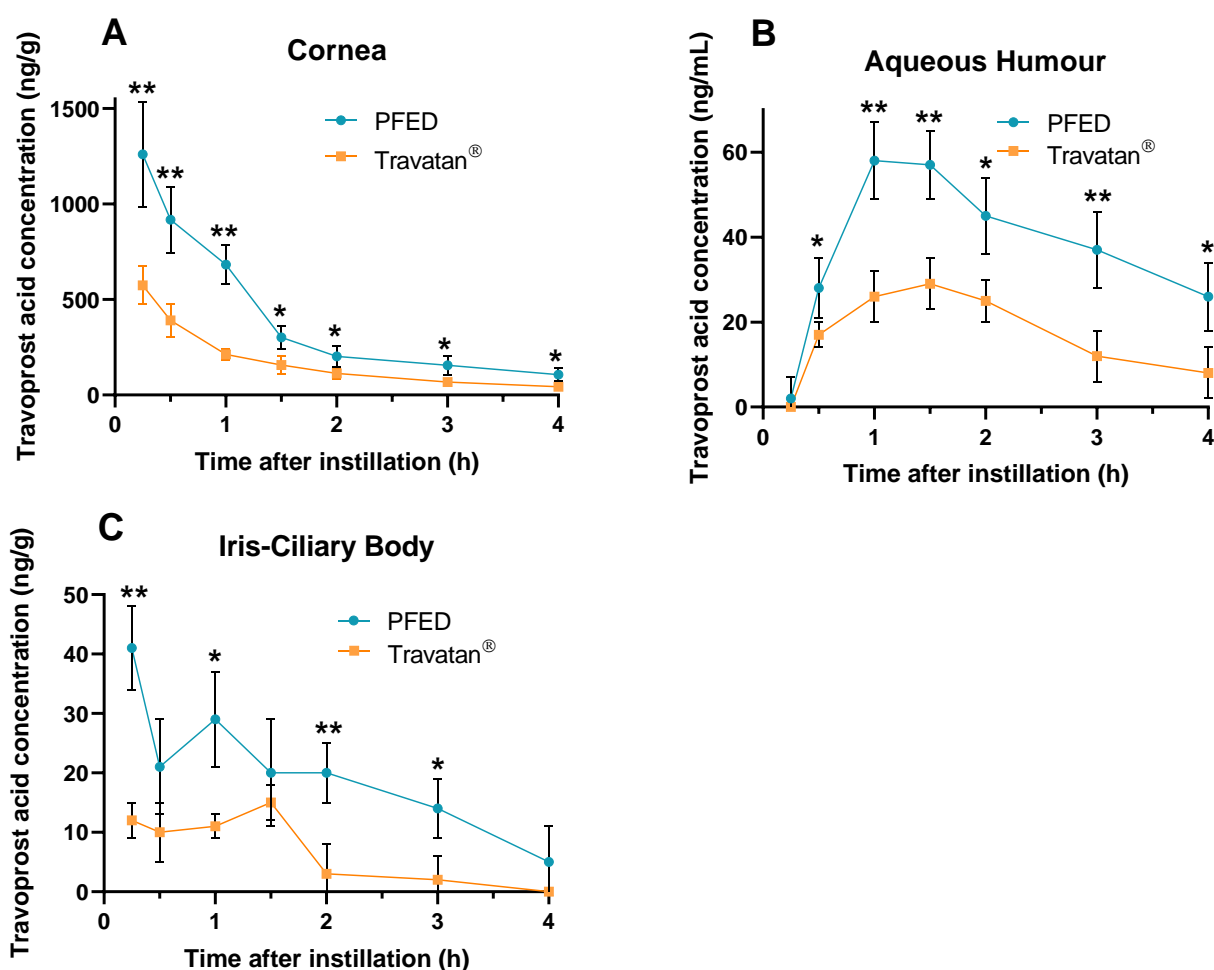 A
Cornea
Travoprost acid concentration (ng/g)
1500
1000
500
0
**
**
**
*
*
*
*
PFED
Travatan®
0
1
2
3
4
Time after instillation (h)
B
Aqueous Humour
Travoprost acid concentration (ng/mL)
60
40
20
0
*
**
**
*
**
*
PFED
Travatan®
0
1
2
3
4
Time after instillation (h)
C
Iris-Ciliary Body
Travoprost acid concentration (ng/g)
50
40
30
20
10
0
**
*
**
*
PFED
Travatan®
0
1
2
3
4
Time after instillation (h)